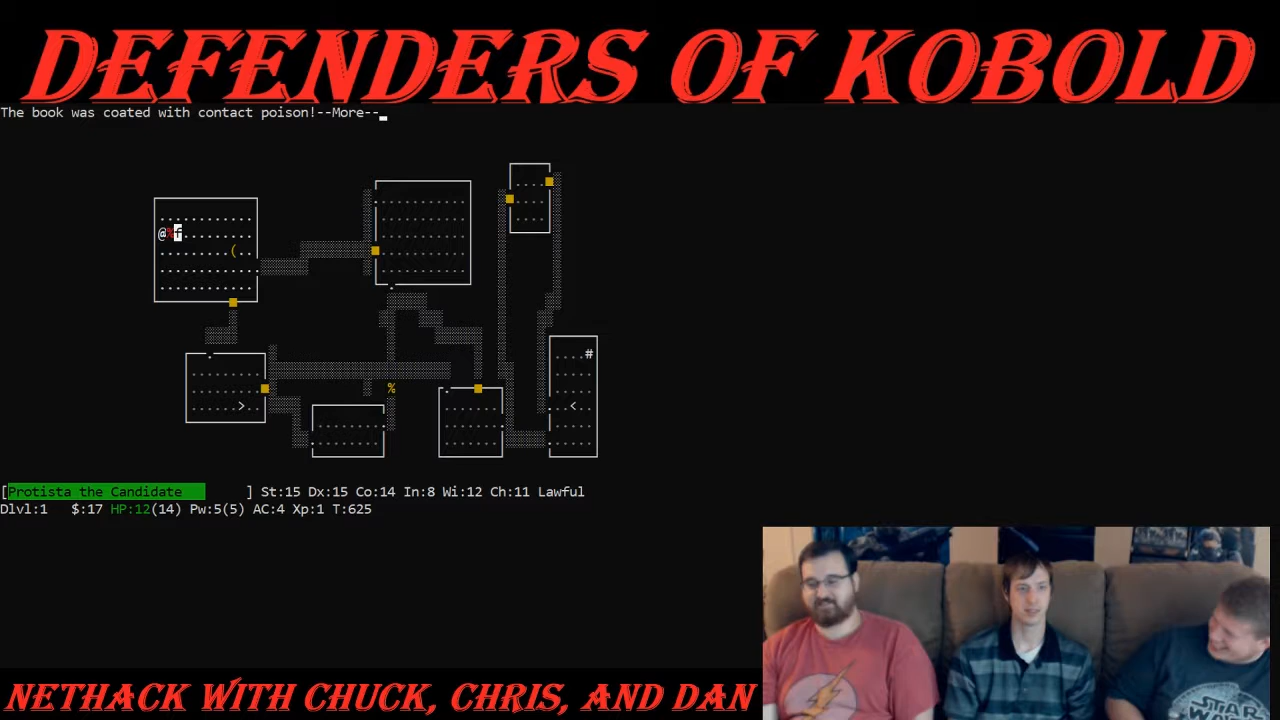 DEFENDERS OF KOBOLD
The book was coated with contact poison!--More--
[Protista the Candidate ] St:15 Dx:15 Co:14 In:8 Wi:12 Ch:11 Lawful
Dlvl:1 $:17 HP:12(14) Pw:5(5) AC:4 Xp:1 T:625
NETHACK WITH CHUCK, CHRIS, AND DAN
STAR